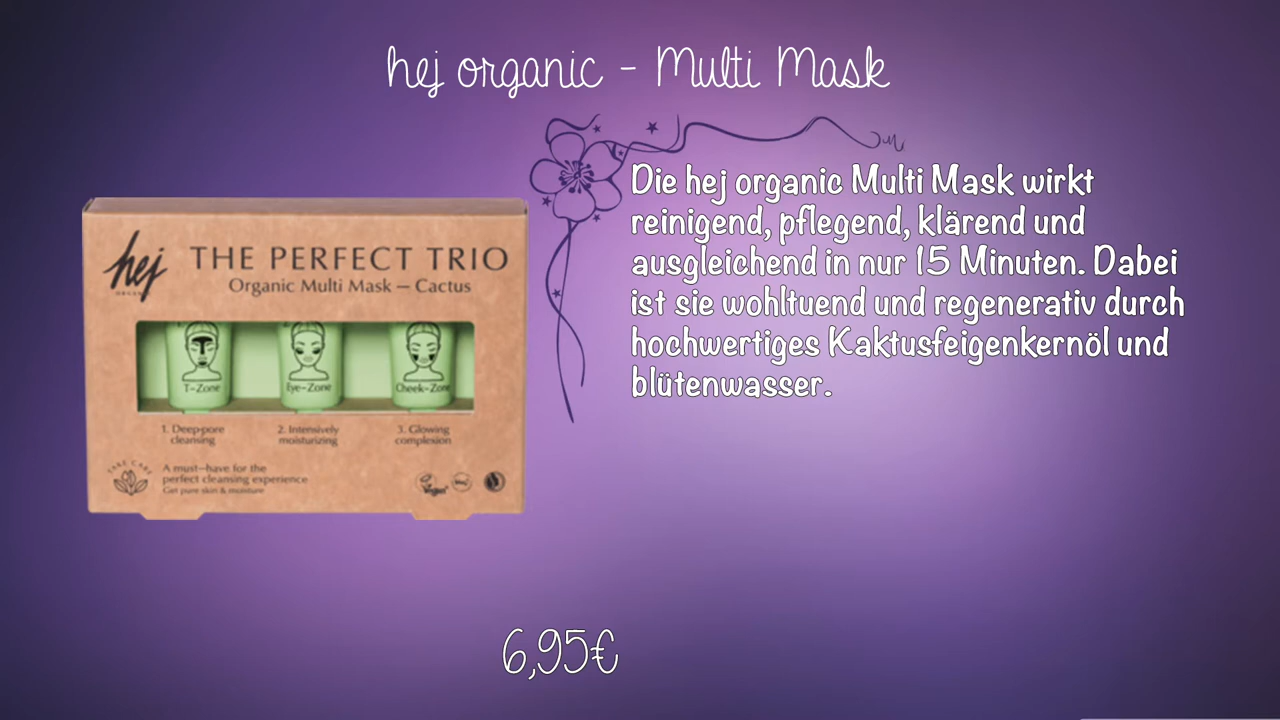 hej organic - Multi Mask
Die hej organic Multi Mask wirkt
reinigend, pflegend, klärend und
ausgleichend in nur 15 Minuten. Dabei
ist sie wohltuend und regenerativ durch
hochwertiges Kaktusfeigenkernöl und
blütenwasser.
hej
ORGANIC
THE PERFECT TRIO
Organic Multi Mask – Cactus
T-Zone
Eye-Zone
Cheek-Zone
1. Deep-pore
cleansing
2. Intensively
moisturizing
3. Glowing
complexion
TAKE CARE
A must-have for the
perfect cleansing experience
Get pure skin & moisture
Vegan
6,95€